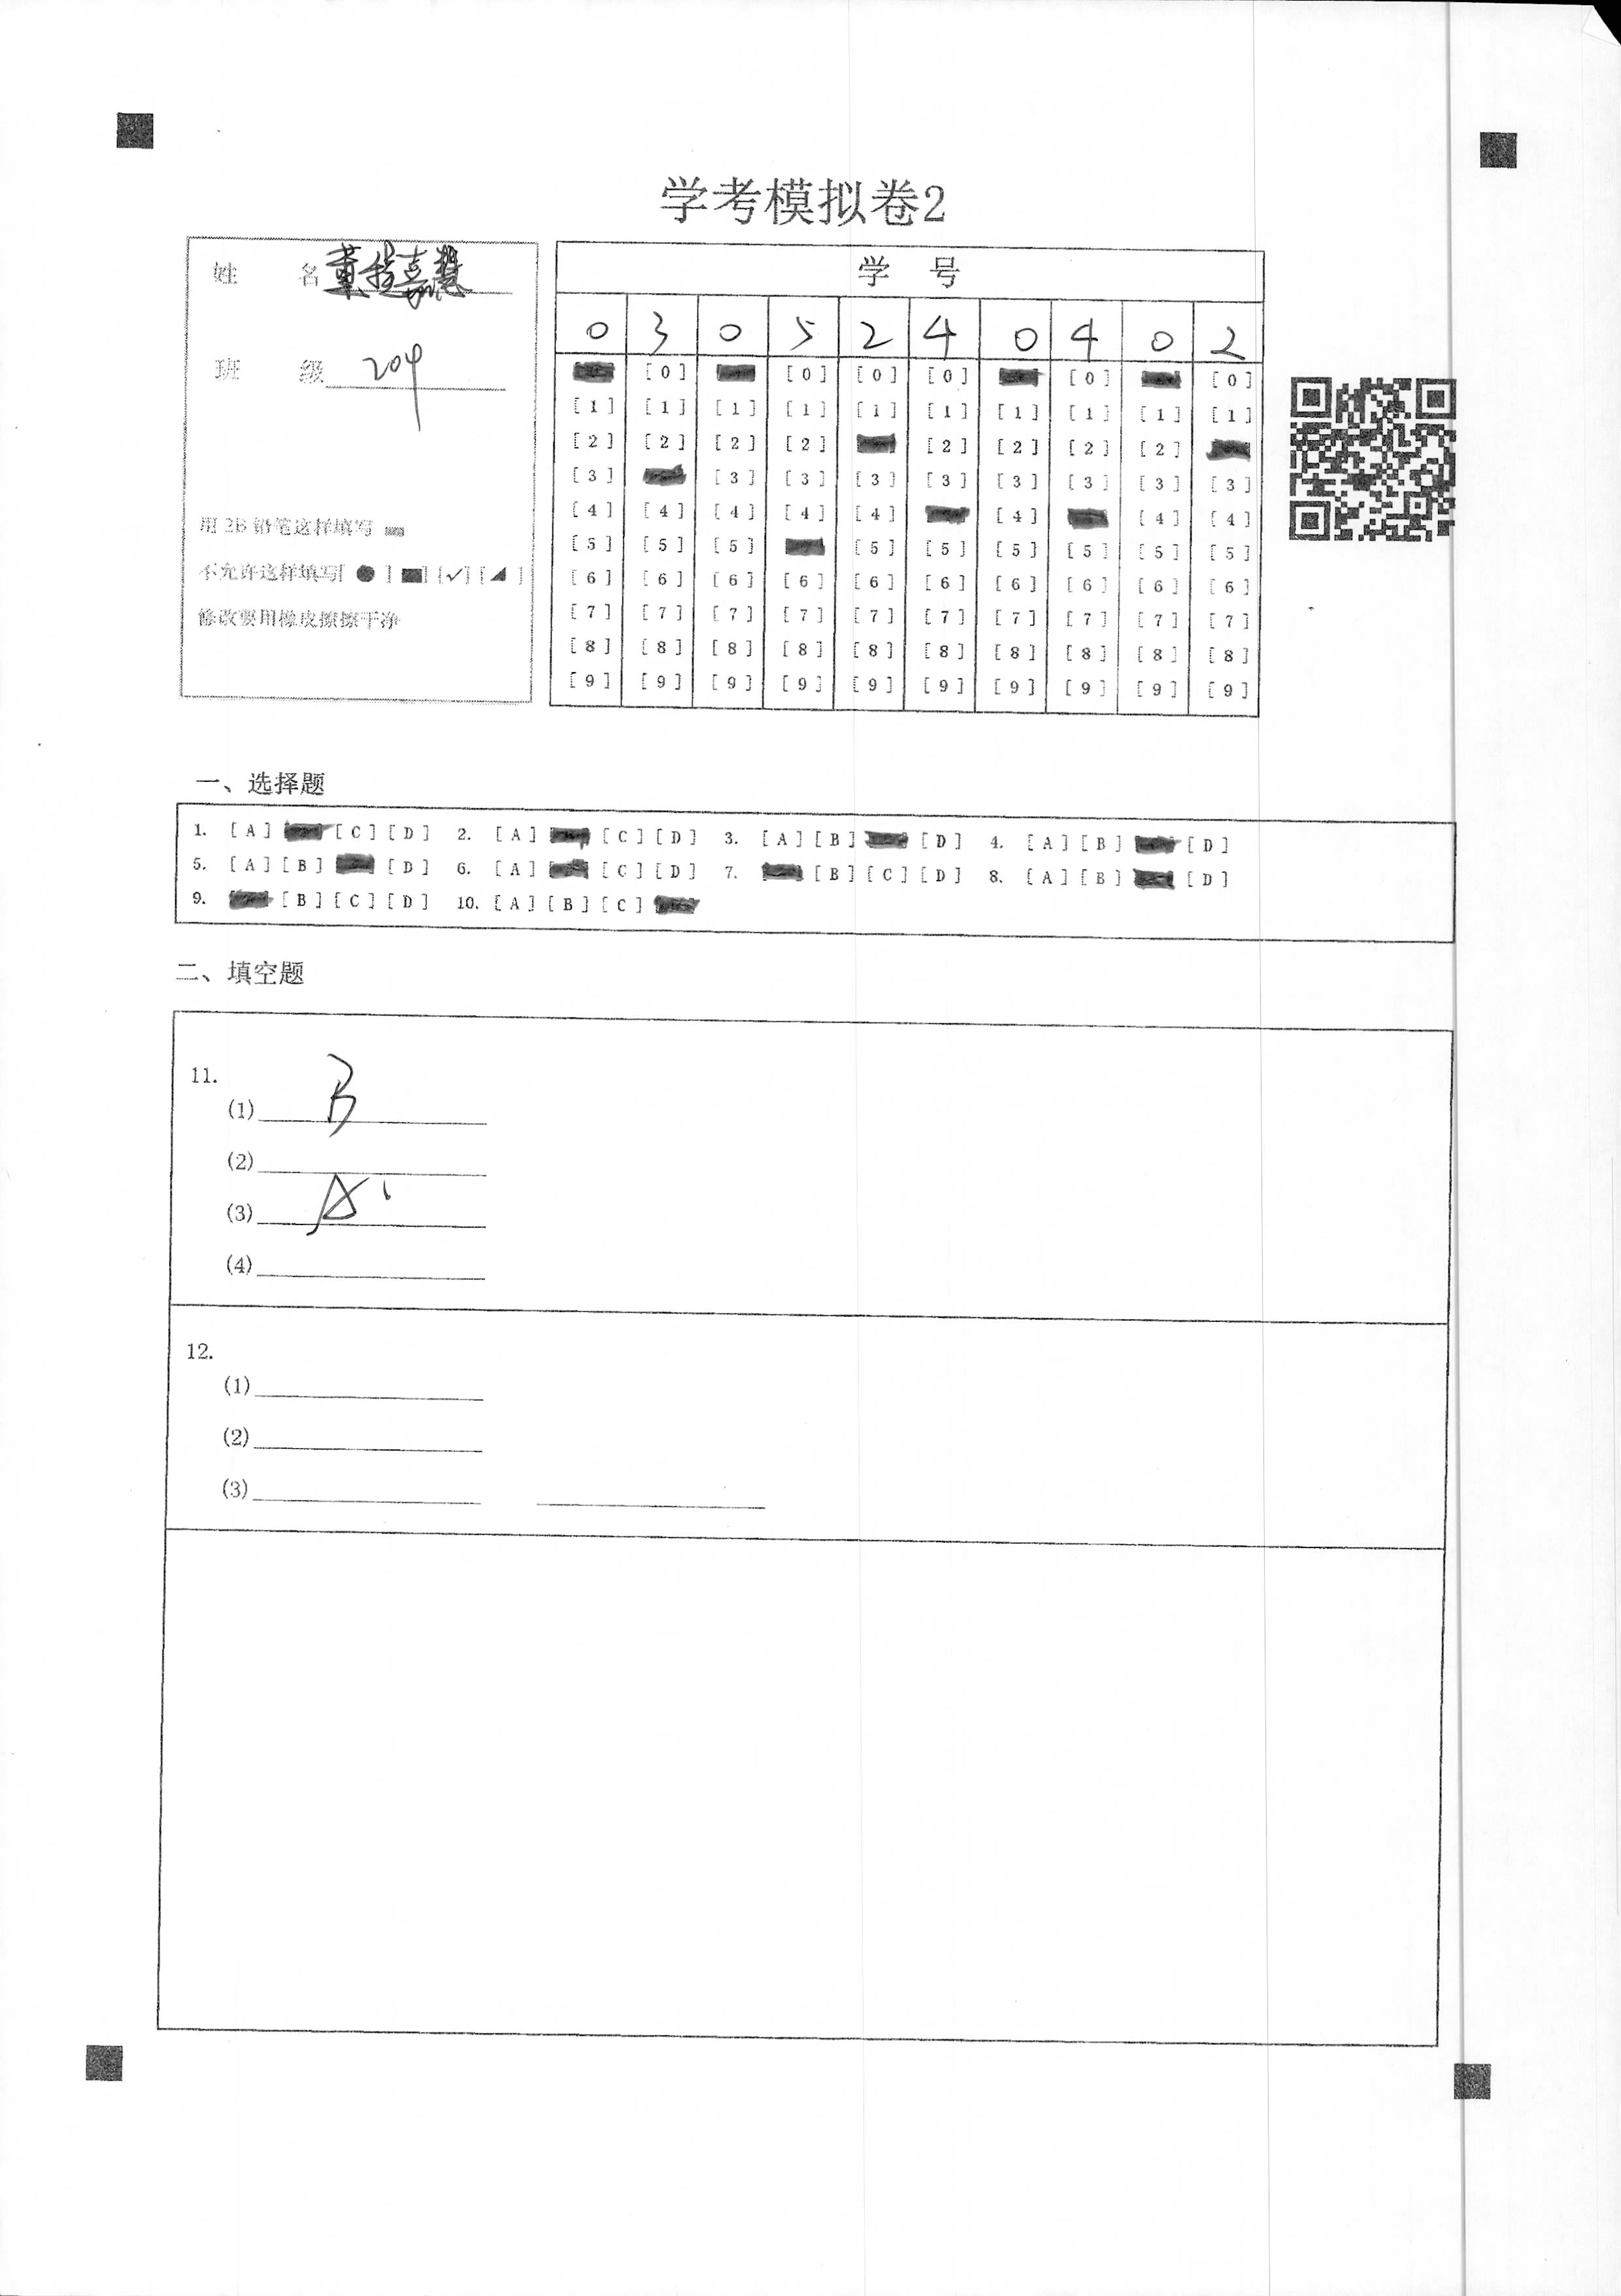 学考模拟卷2
姓 名
班 级 204
用 2B 铅笔这样填写
不允许这样填写[ ● ] [■] [✓] [◢ ]
修改要用橡皮擦擦干净
学 号
0 3 0 5 2 4 0 4 0 2
[0] [0] [0] [0] [0] [0]
[1] [1] [1] [1] [1] [1] [1] [1] [1] [1]
[2] [2] [2] [2] [2] [2] [2] [2]
[3] [3] [3] [3] [3] [3] [3] [3] [3]
[4] [4] [4] [4] [4] [4] [4] [4]
[5] [5] [5] [5] [5] [5] [5] [5] [5]
[6] [6] [6] [6] [6] [6] [6] [6] [6] [6]
[7] [7] [7] [7] [7] [7] [7] [7] [7] [7]
[8] [8] [8] [8] [8] [8] [8] [8] [8] [8]
[9] [9] [9] [9] [9] [9] [9] [9] [9] [9]
一、选择题
1. [A] [C] [D] 2. [A] [C] [D] 3. [A] [B] [D] 4. [A] [B] [D]
5. [A] [B] [D] 6. [A] [C] [D] 7. [B] [C] [D] 8. [A] [B] [D]
9. [B] [C] [D] 10. [A] [B] [C]
二、填空题
11.
(1) B
(2)
(3) A
(4)
12.
(1)
(2)
(3)